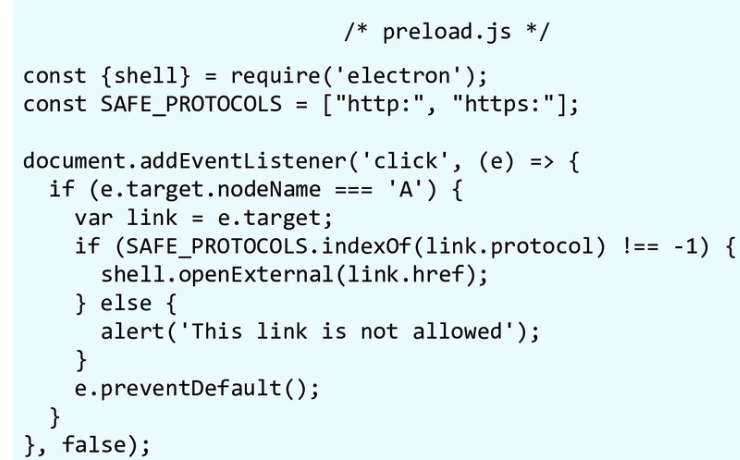 /* preload.js */
const {shell} = require('electron');
const SAFE_PROTOCOLS = ["http:", "https:"];
document.addEventListener('click', (e) => {
if (e.target.nodeName === 'A') {
var link = e.target;
if (SAFE_PROTOCOLS.indexOf(link.protocol) !== -1) {
shell.openExternal(link.href);
} else {
alert('This link is not allowed');
}
e.preventDefault();
}
}, false);